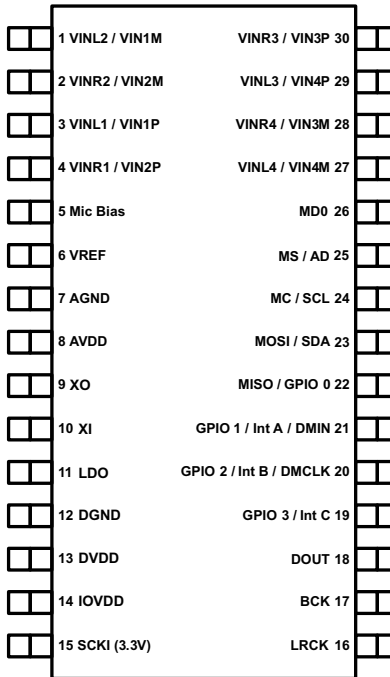 1 VINL2 / VIN1M
VINR3 / VIN3P 30
2 VINR2 / VIN2M
VINL3 / VIN4P 29
3 VINL1 / VIN1P
VINR4 / VIN3M 28
4 VINR1 / VIN2P
VINL4 / VIN4M 27
5 Mic Bias
MD0 26
6 VREF
MS / AD 25
7 AGND
MC / SCL 24
8 AVDD
MOSI / SDA 23
9 XO
MISO / GPIO 0 22
10 XI
GPIO 1 / Int A / DMIN 21
11 LDO
GPIO 2 / Int B / DMCLK 20
12 DGND
GPIO 3 / Int C 19
13 DVDD
DOUT 18
14 IOVDD
BCK 17
15 SCKI (3.3V)
LRCK 16